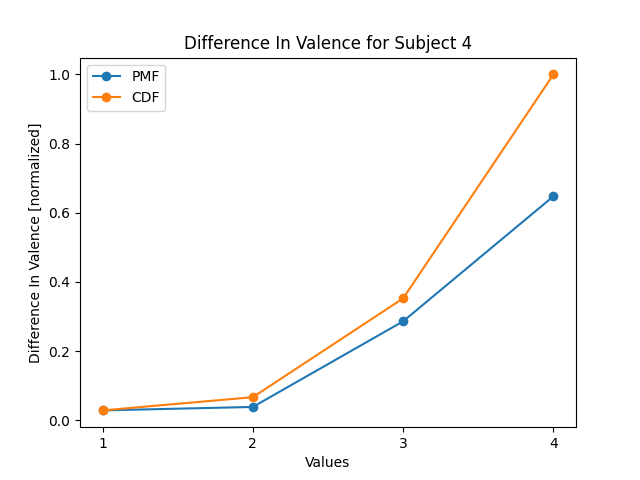 Difference In Valence for Subject 4
PMF
CDF
Difference In Valence [normalized]
1.0
0.8
0.6
0.4
0.2
0.0
1 2 3 4
Values